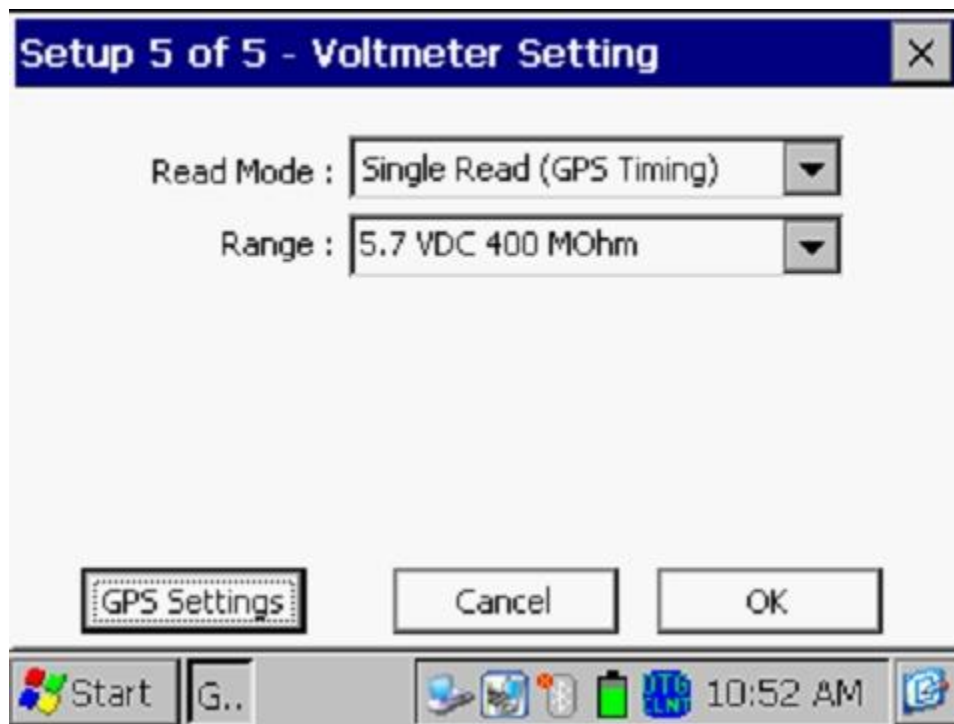 Setup 5 of 5 - Voltmeter Setting
Read Mode : Single Read (GPS Timing)
Range : 5.7 VDC 400 MOhm
GPS Settings Cancel OK
Start G.. 10:52 AM